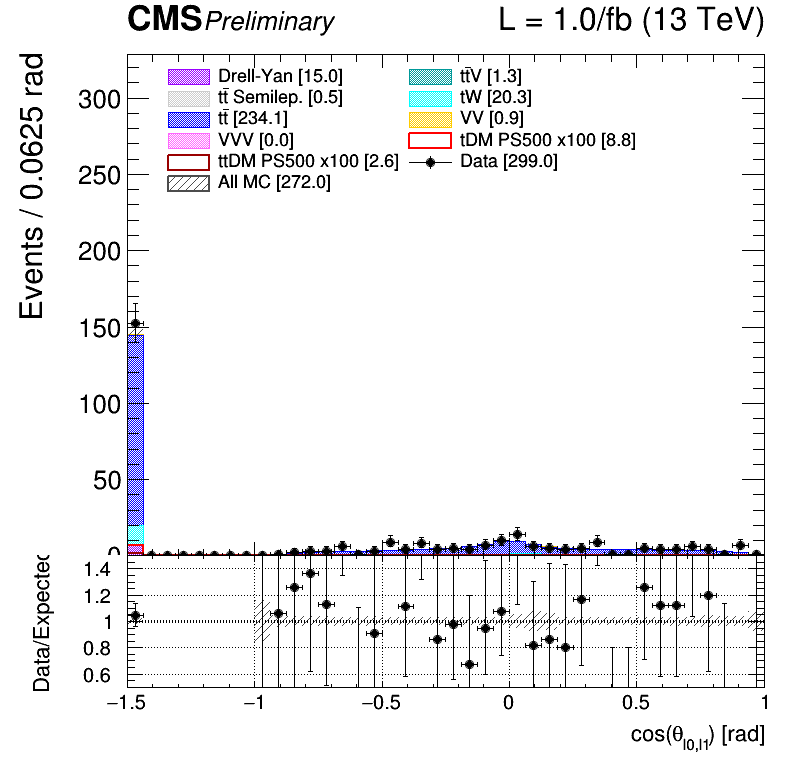 CMS Preliminary L = 1.0/fb (13 TeV)
Events / 0.0625 rad
Drell-Yan [15.0] tt̄V [1.3]
tt̄ Semilep. [0.5] tW [20.3]
tt̄ [234.1] VV [0.9]
VVV [0.0] tDM PS500 x100 [8.8]
ttDM PS500 x100 [2.6] Data [299.0]
All MC [272.0]
300
250
200
150
100
50
0
Data/Expected
1.4
1.2
1
0.8
0.6
−1.5 −1 −0.5 0 0.5 1
cos(θ_l0,l1) [rad]